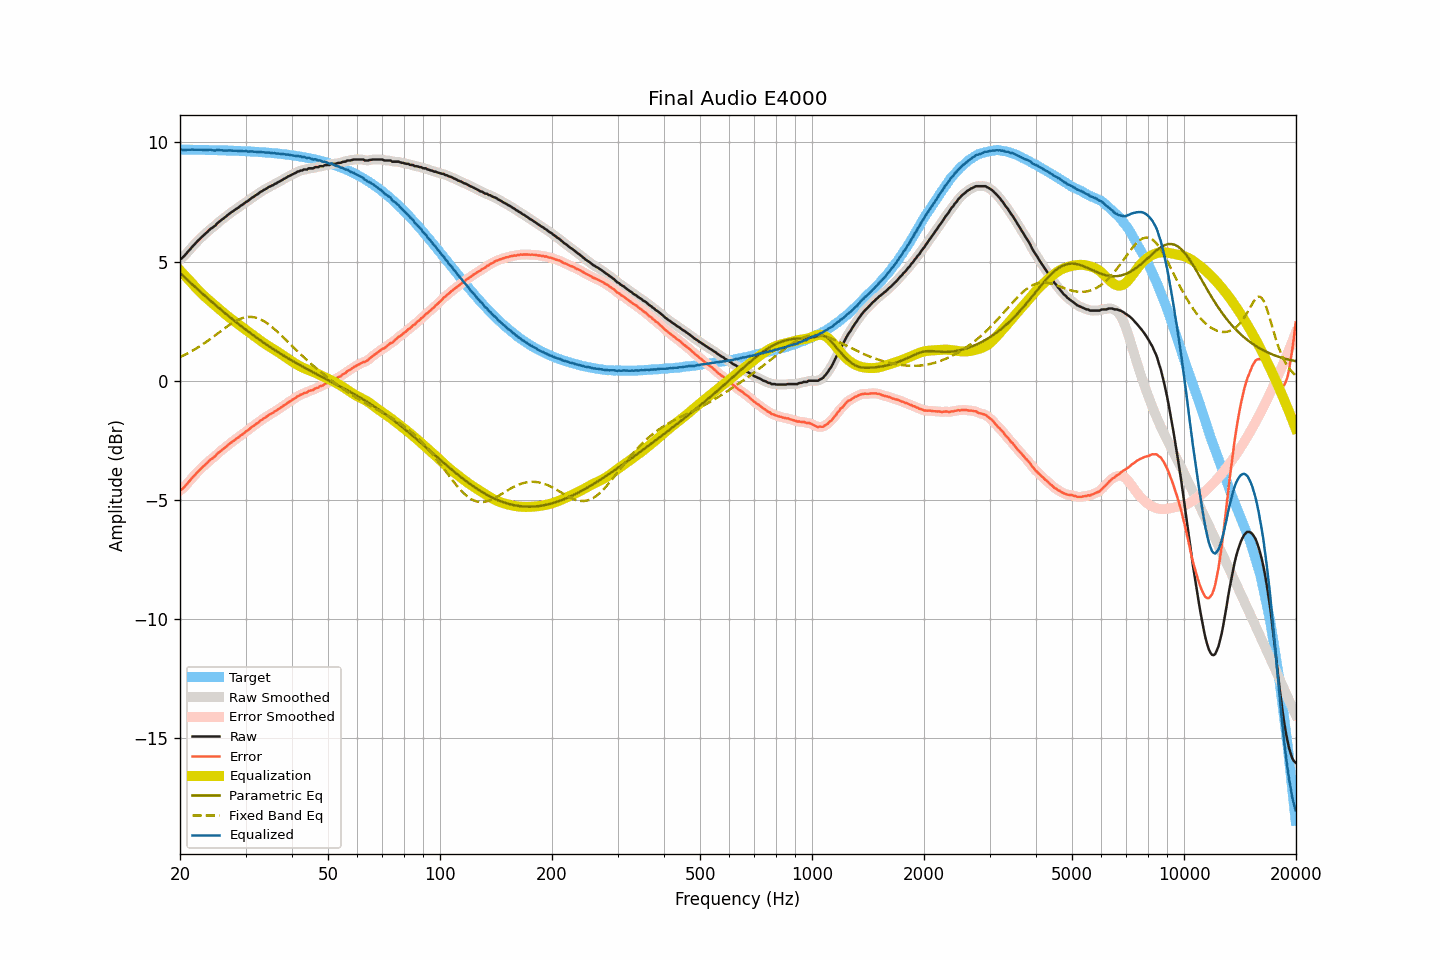 Final Audio E4000
Amplitude (dBr)
10
5
0
−5
−10
−15
Target
Raw Smoothed
Error Smoothed
Raw
Error
Equalization
Parametric Eq
Fixed Band Eq
Equalized
20 50 100 200 500 1000 2000 5000 10000 20000
Frequency (Hz)